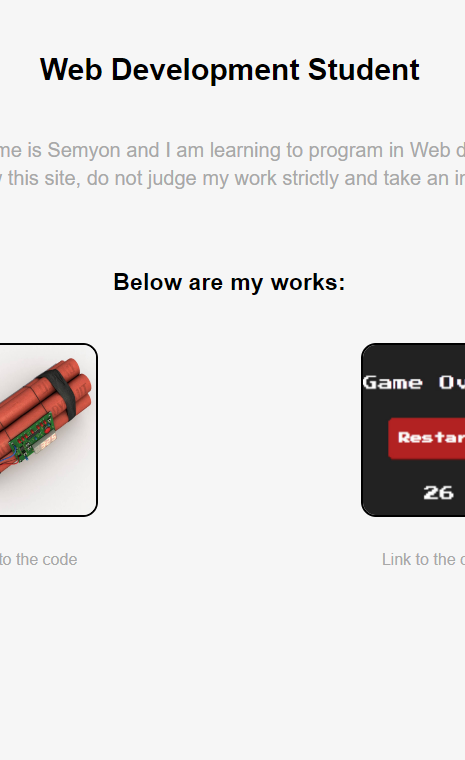 Web Development Student
me is Semyon and I am learning to program in Web d
this site, do not judge my work strictly and take an in
Below are my works:
Game Ov
Restar
26
to the code
Link to the